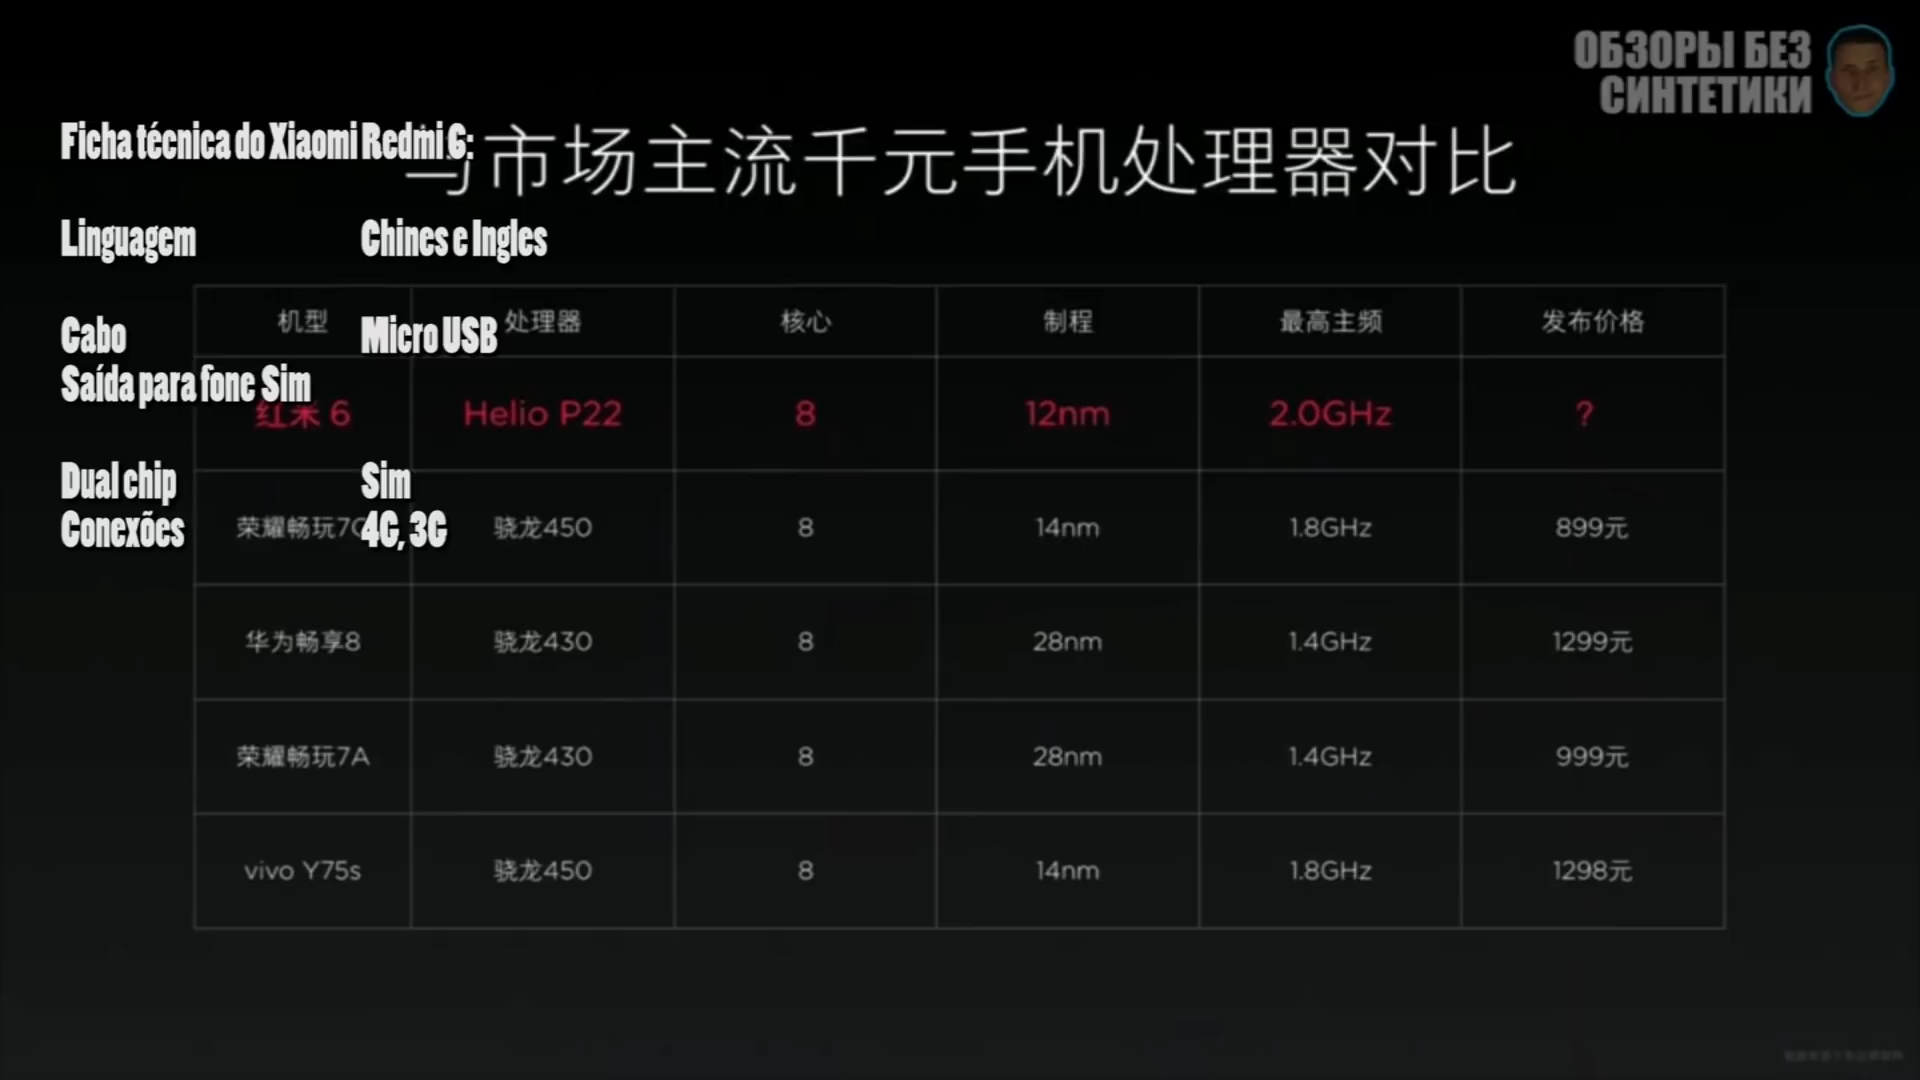 ОБЗОРЫ БЕЗ
СИНТЕТИКИ
Ficha técnica do Xiaomi Redmi 6:
与市场主流千元手机处理器对比
Linguagem Chines e Ingles
Cabo Micro USB
Saída para fone Sim
Dual chip Sim
Conexões 4G, 3G
机型 处理器 核心 制程 最高主频 发布价格
红米 6 Helio P22 8 12nm 2.0GHz ?
荣耀畅玩7C 骁龙450 8 14nm 1.8GHz 899元
华为畅享8 骁龙430 8 28nm 1.4GHz 1299元
荣耀畅玩7A 骁龙430 8 28nm 1.4GHz 999元
vivo Y75s 骁龙450 8 14nm 1.8GHz 1298元